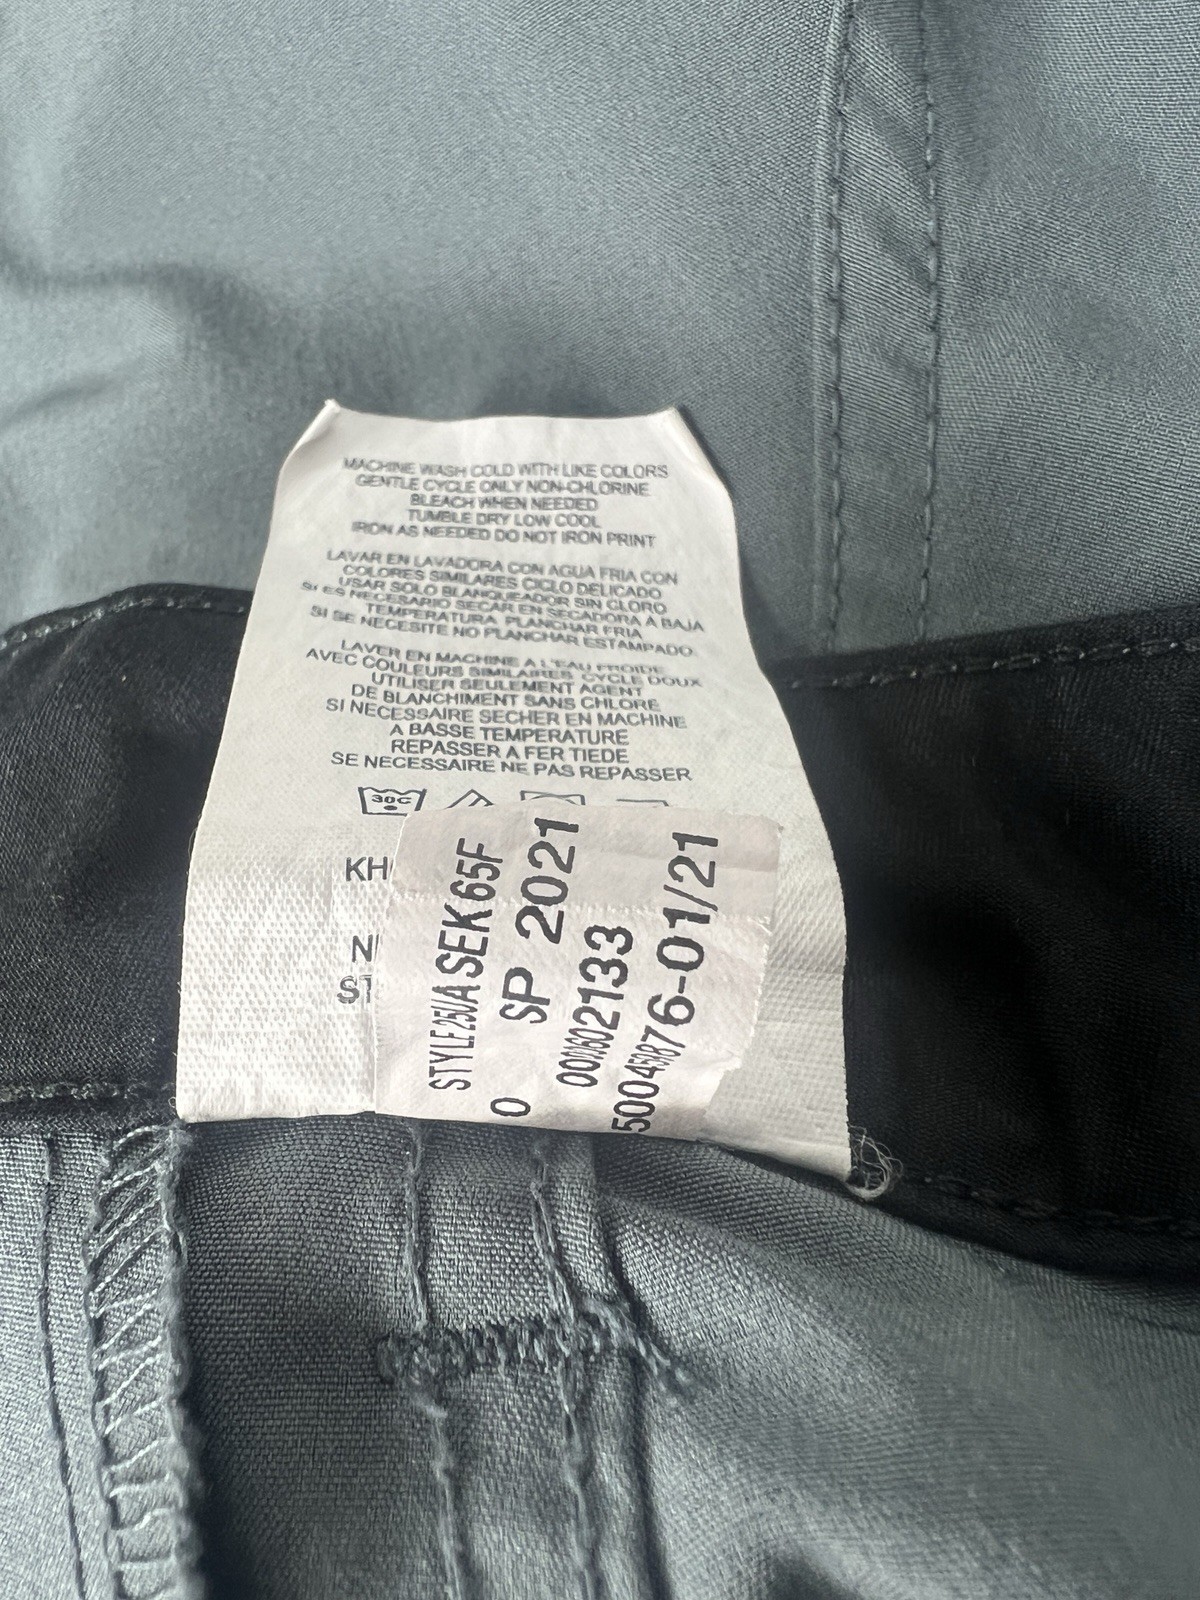 MACHINE WASH COLD WITH LIKE COLORS
GENTLE CYCLE ONLY NON-CHLORINE
BLEACH WHEN NEEDED
TUMBLE DRY LOW COOL
IRON AS NEEDED DO NOT IRON PRINT
LAVAR EN LAVADORA CON AGUA FRIA CON
COLORES SIMILARES CICLO DELICADO
USAR SOLO BLANQUEADOR SIN CLORO
SI ES NECESARIO SECAR EN SECADORA A BAJA
TEMPERATURA PLANCHAR FRIA
SI SE NECESITE NO PLANCHAR ESTAMPADO
LAVER EN MACHINE A L'EAU FROIDE
AVEC COULEURS SIMILAIRES CYCLE DOUX
UTILISER SEULEMENT AGENT
DE BLANCHIMENT SANS CHLORE
SI NECESSAIRE SECHER EN MACHINE
A BASSE TEMPERATURE
REPASSER A FER TIEDE
SE NECESSAIRE NE PAS REPASSER
30C
KH
STYLE 25UA SEK 65F
0 SP 2021
2133
76-01/21